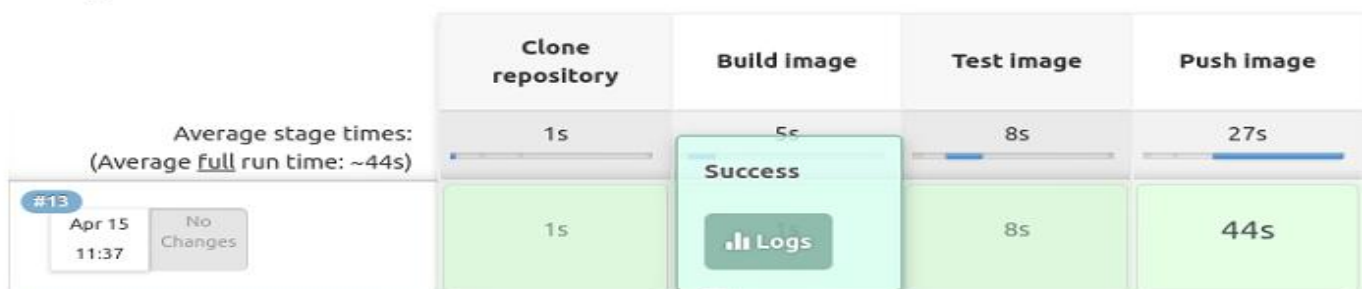 Clone
repository
Build image
Test image
Push image
Average stage times:
(Average full run time: ~44s)
1s
5s
8s
27s
Success
#13
Apr 15
11:37
No
Changes
1s
Logs
8s
44s